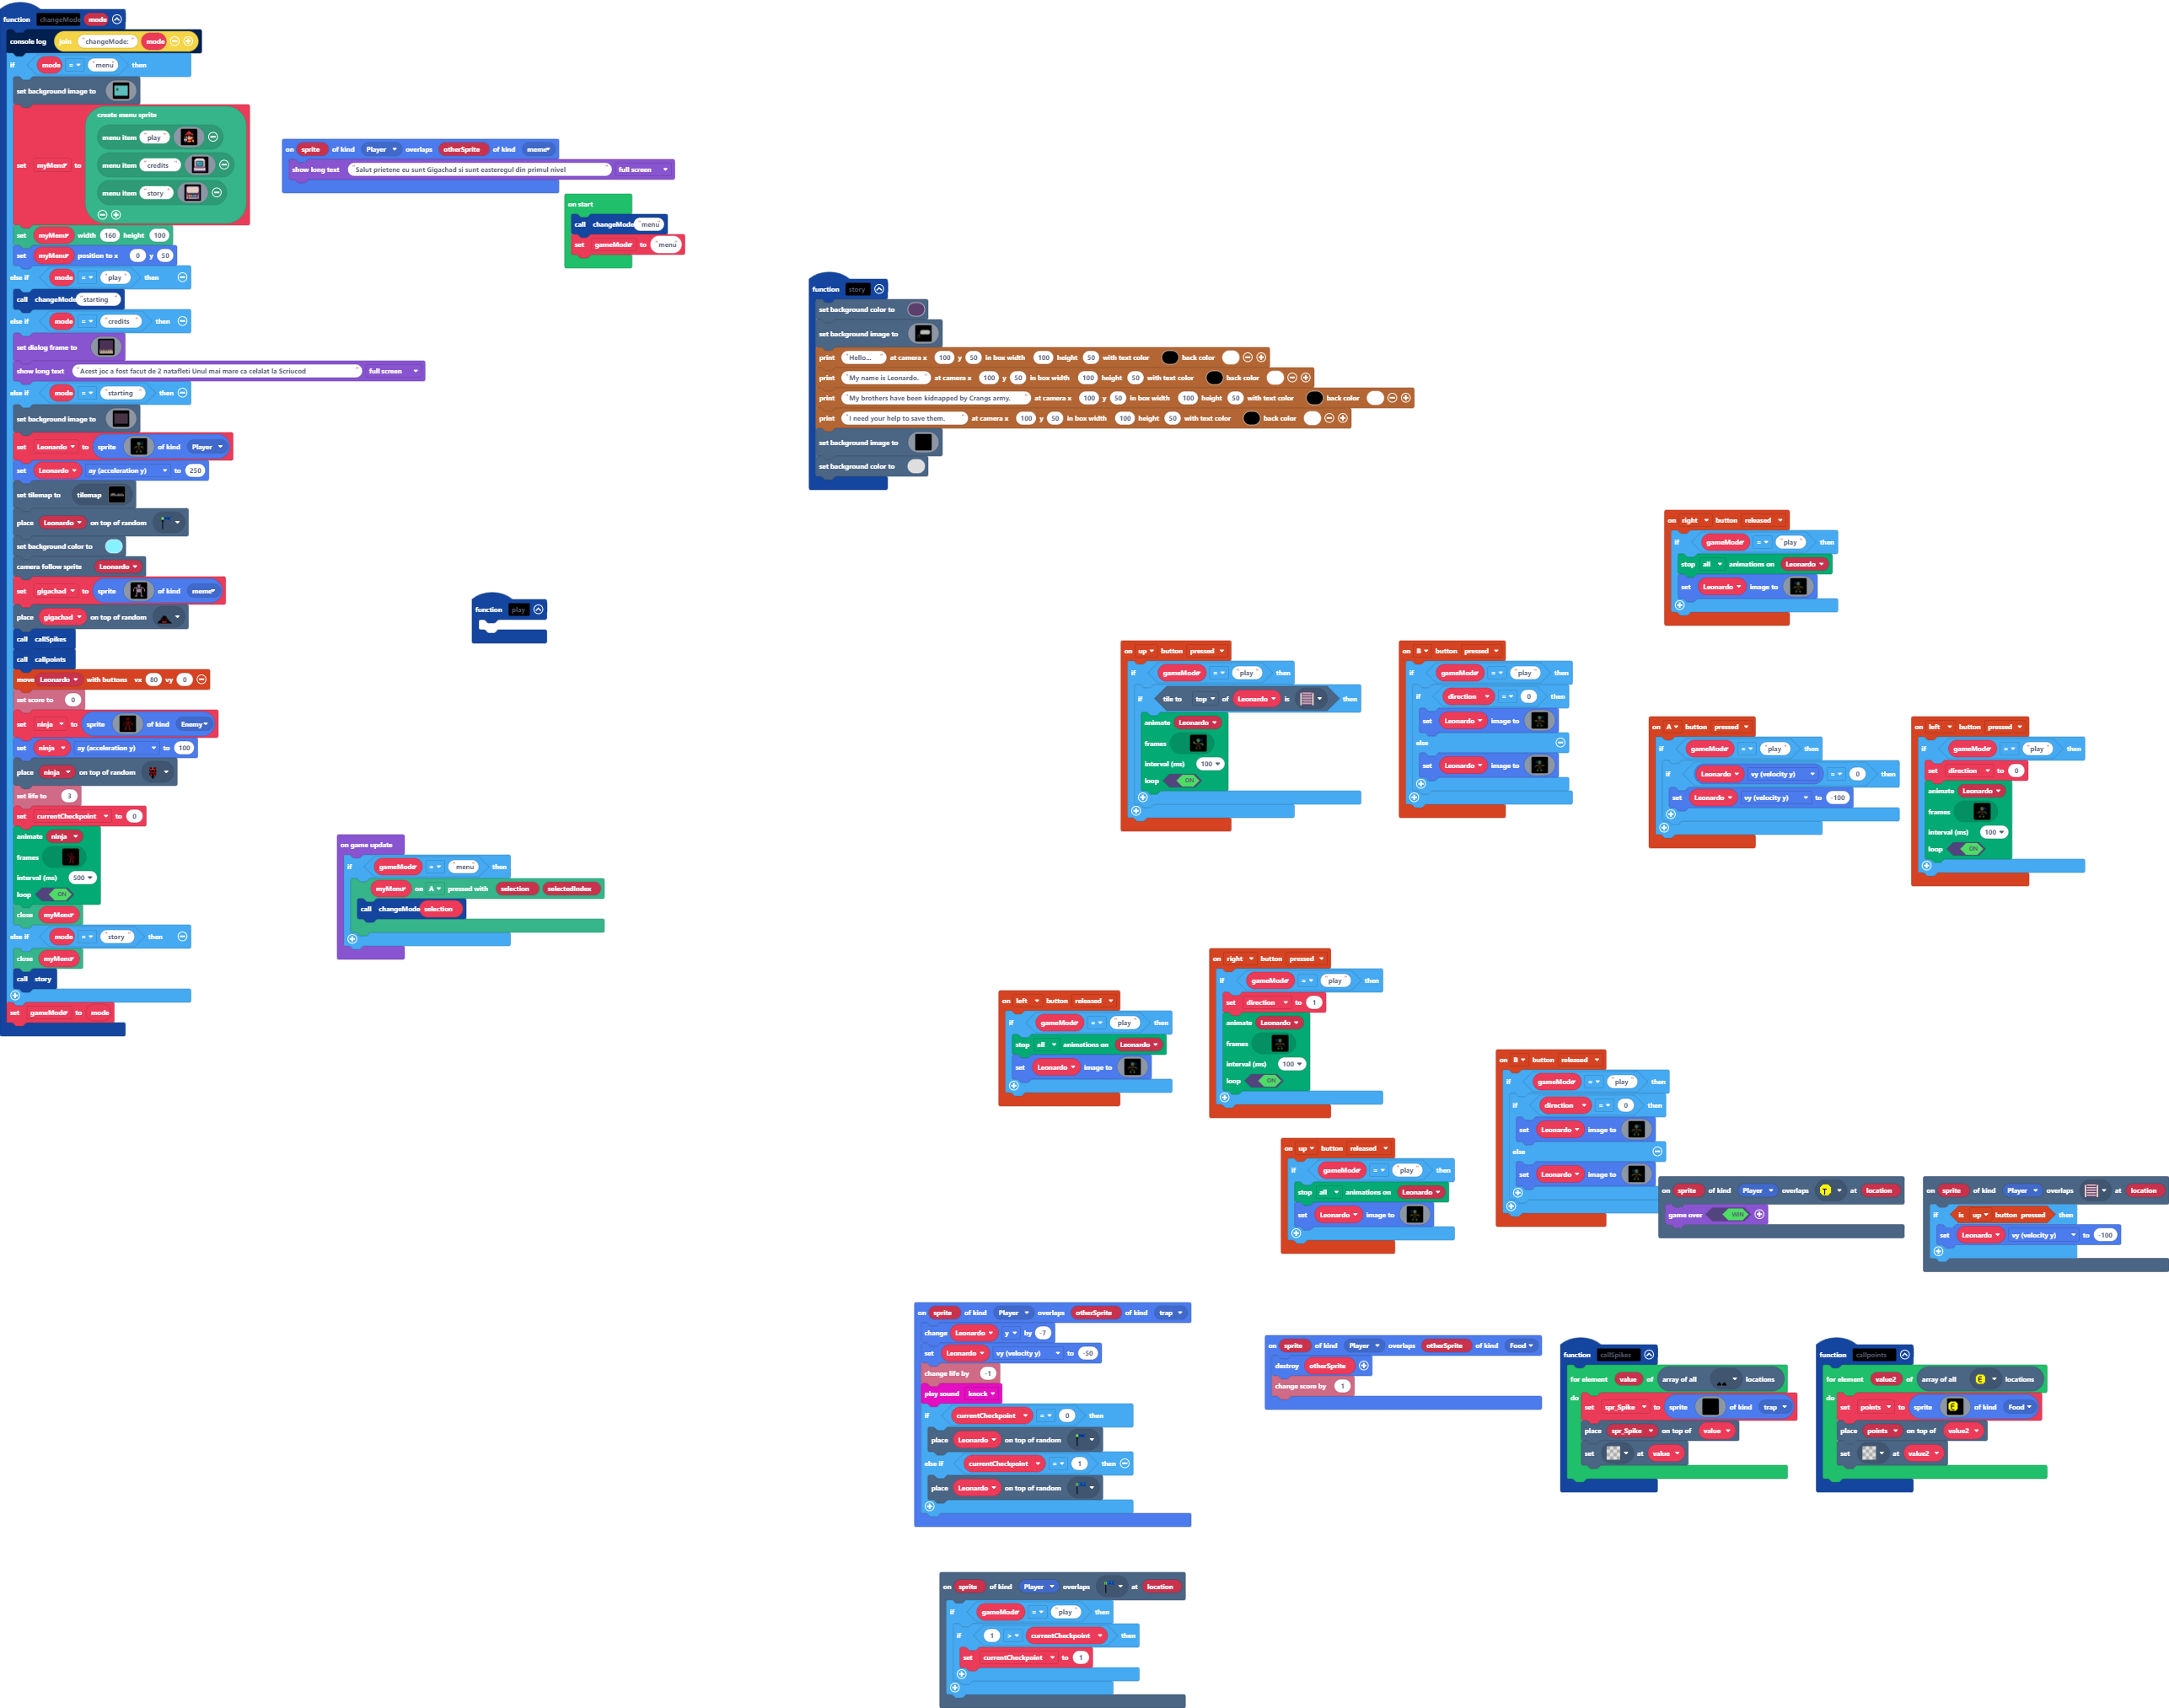 function changeMode mode
console log join "changeMode: " mode
if mode = "menu" then
set background image to
create menu sprite
menu item "play"
menu item "credits"
set myMenu to
menu item "story"
set myMenu width 160 height 100
set myMenu position to x 0 y 50
else if mode = "play" then
call changeMode "starting"
else if mode = "credits" then
set dialog frame to
show long text "Acest joc a fost facut de 2 natafleti Unul mai mare ca celalat la Scriucod" full screen
else if mode = "starting" then
set background image to
set Leonardo to sprite of kind Player
set Leonardo ay (acceleration y) to 250
set tilemap to tilemap
place Leonardo on top of random
set background color to
camera follow sprite Leonardo
set gigachad to sprite of kind meme
place gigachad on top of random
call callSpikes
call callpoints
move Leonardo with buttons vx 80 vy 0
set score to 0
set ninja to sprite of kind Enemy
set ninja ay (acceleration y) to 100
place ninja on top of random
set life to 3
set currentCheckpoint to 0
animate ninja
frames
interval (ms) 500
loop ON
close myMenu
else if mode = "story" then
close myMenu
call story
set gameMode to mode
on sprite of kind Player overlaps otherSprite of kind meme
show long text "Salut prietene eu sunt Gigachad si sunt easteregul din primul nivel" full screen
on start
call changeMode "menu"
set gameMode to "menu"
function story
set background color to
set background image to
print "Hello..." at camera x 100 y 50 in box width 100 height 50 with text color back color
print "My name is Leonardo." at camera x 100 y 50 in box width 100 height 50 with text color back color
print "My brothers have been kidnapped by Crangs army." at camera x 100 y 50 in box width 100 height 50 with text color back color
print "I need your help to save them." at camera x 100 y 50 in box width 100 height 50 with text color back color
set background image to
set background color to
function play
on game update
if gameMode = "menu" then
myMenu on A pressed with selection selectedIndex
call changeMode selection
on right button released
if gameMode = "play" then
stop all animations on Leonardo
set Leonardo image to
on up button pressed
if gameMode = "play" then
if tile to top of Leonardo is then
animate Leonardo
frames
interval (ms) 100
loop ON
on B button pressed
if gameMode = "play" then
if direction = 0 then
set Leonardo image to
else
set Leonardo image to
on A button pressed
if gameMode = "play" then
if Leonardo vy (velocity y) = 0 then
set Leonardo vy (velocity y) to -100
on left button pressed
if gameMode = "play" then
set direction to 0
animate Leonardo
frames
interval (ms) 100
loop ON
on left button released
if gameMode = "play" then
stop all animations on Leonardo
set Leonardo image to
on right button pressed
if gameMode = "play" then
set direction to 1
animate Leonardo
frames
interval (ms) 100
loop ON
on up button released
if gameMode = "play" then
stop all animations on Leonardo
set Leonardo image to
on B button released
if gameMode = "play" then
if direction = 0 then
set Leonardo image to
else
set Leonardo image to
on sprite of kind Player overlaps T at location
game over WIN
on sprite of kind Player overlaps at location
if is up button pressed then
set Leonardo vy (velocity y) to -100
on sprite of kind Player overlaps otherSprite of kind trap
change Leonardo y by -7
set Leonardo vy (velocity y) to -50
change life by -1
play sound knock
if currentCheckpoint = 0 then
place Leonardo on top of random
else if currentCheckpoint = 1 then
place Leonardo on top of random
on sprite of kind Player overlaps otherSprite of kind Food
destroy otherSprite
change score by 1
function callSpikes
for element value of array of all locations
do
set spr_Spike to sprite of kind trap
place spr_Spike on top of value
set at value
function callpoints
for element value2 of array of all locations
do
set points to sprite of kind Food
place points on top of value2
set at value2
on sprite of kind Player overlaps at location
if gameMode = "play" then
if 1 > currentCheckpoint then
set currentCheckpoint to 1